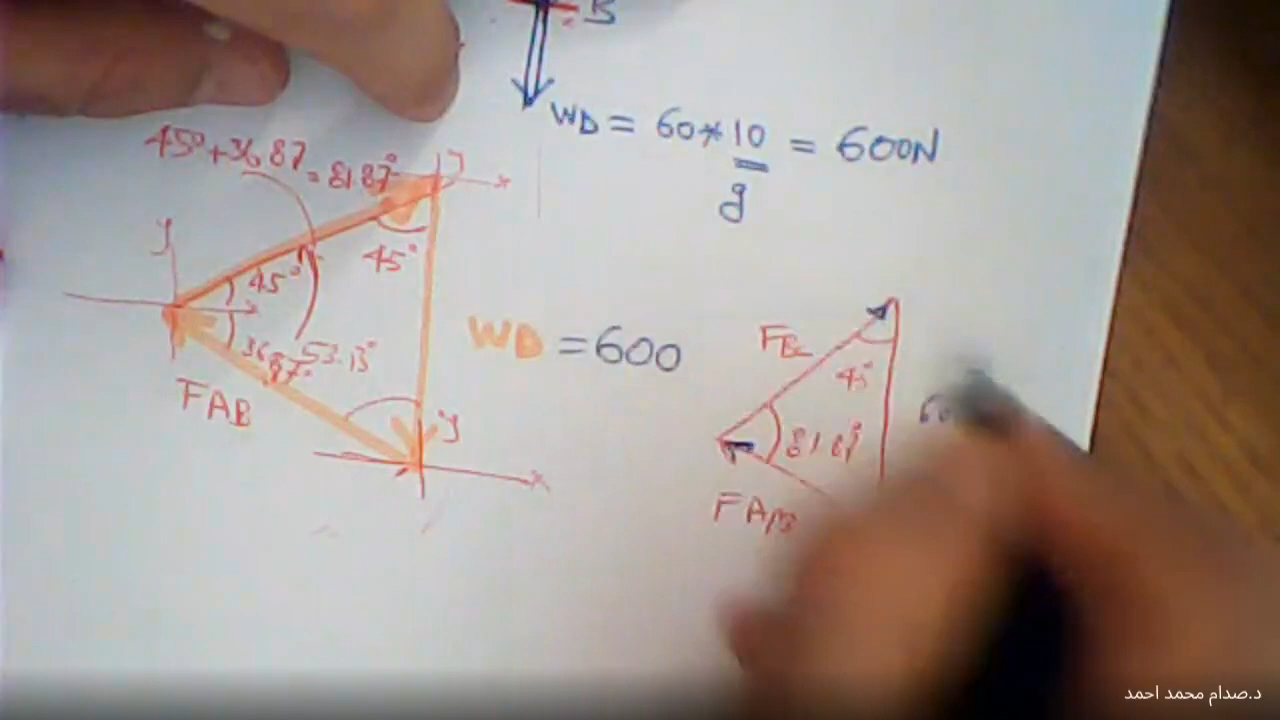 B
WD = 60*10 = 600N
g
45°+36.87
= 81.87°
x
y
45°
45°
36.87°
53.13°
FAB
WD = 600
y
x
FBC
45°
81.87°
FAB
د.صدام محمد احمد